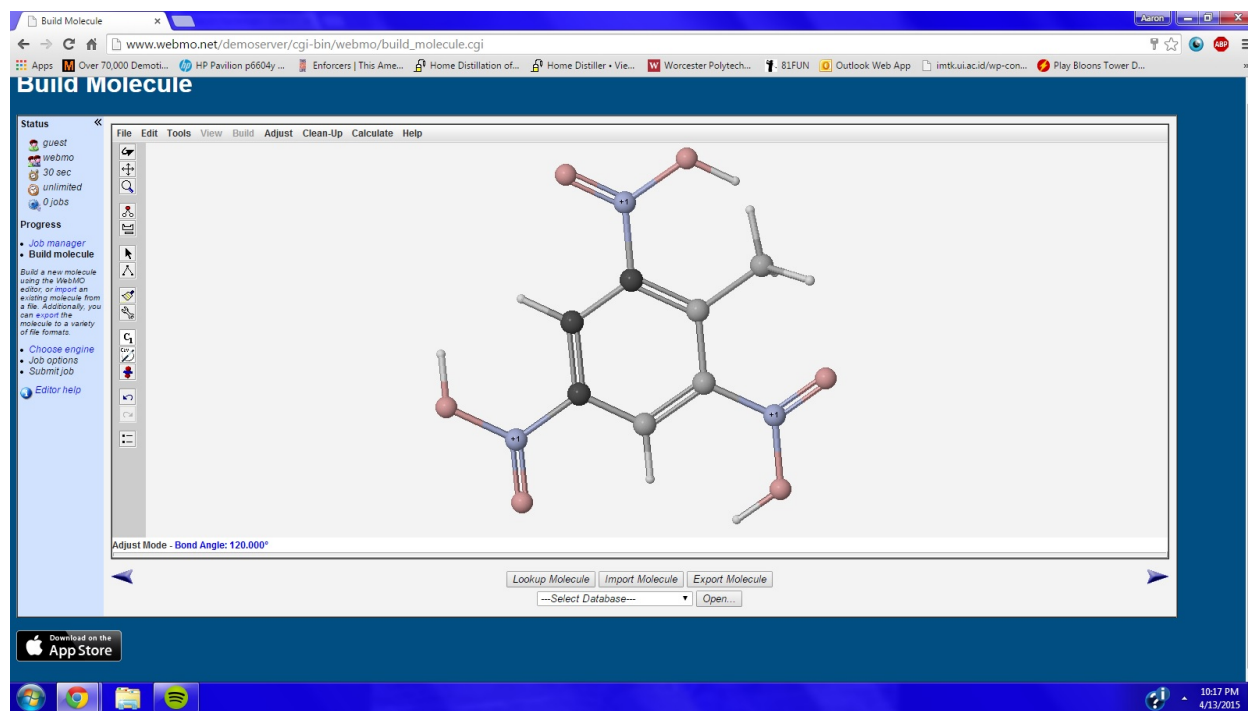 Build Molecule ×
Aaron
www.webmo.net/demoserver/cgi-bin/webmo/build_molecule.cgi
ABP
Apps M Over 70,000 Demoti... hp HP Pavilion p6604y ... Enforcers | This Ame... Home Distillation of... Home Distiller • Vie... W Worcester Polytech... 81FUN Outlook Web App imtk.ui.ac.id/wp-con... Play Bloons Tower D... »
Build Molecule
Status «
guest
webmo
30 sec
unlimited
0 jobs
Progress
• Job manager
• Build molecule
Build a new molecule
using the WebMO
editor, or import an
existing molecule from
a file. Additionally, you
can export the
molecule to a variety
of file formats.
• Choose engine
• Job options
• Submit job
Editor help
File Edit Tools View Build Adjust Clean-Up Calculate Help
C1
+1
+1
+1
Adjust Mode - Bond Angle: 120.000°
Lookup Molecule Import Molecule Export Molecule
---Select Database--- Open...
Download on the
App Store
10:17 PM
4/13/2015